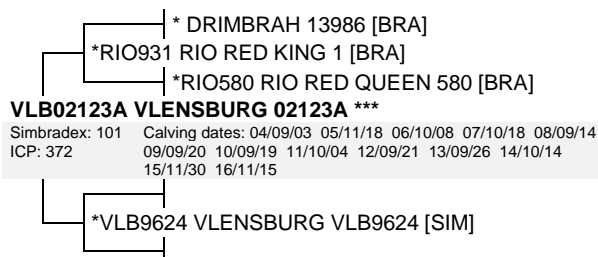 * DRIMBRAH 13986 [BRA]
*RIO931 RIO RED KING 1 [BRA]
*RIO580 RIO RED QUEEN 580 [BRA]
VLB02123A VLENSBURG 02123A ***
Simbradex: 101 Calving dates: 04/09/03 05/11/18 06/10/08 07/10/18 08/09/14
ICP: 372 09/09/20 10/09/19 11/10/04 12/09/21 13/09/26 14/10/14
15/11/30 16/11/15
*VLB9624 VLENSBURG VLB9624 [SIM]